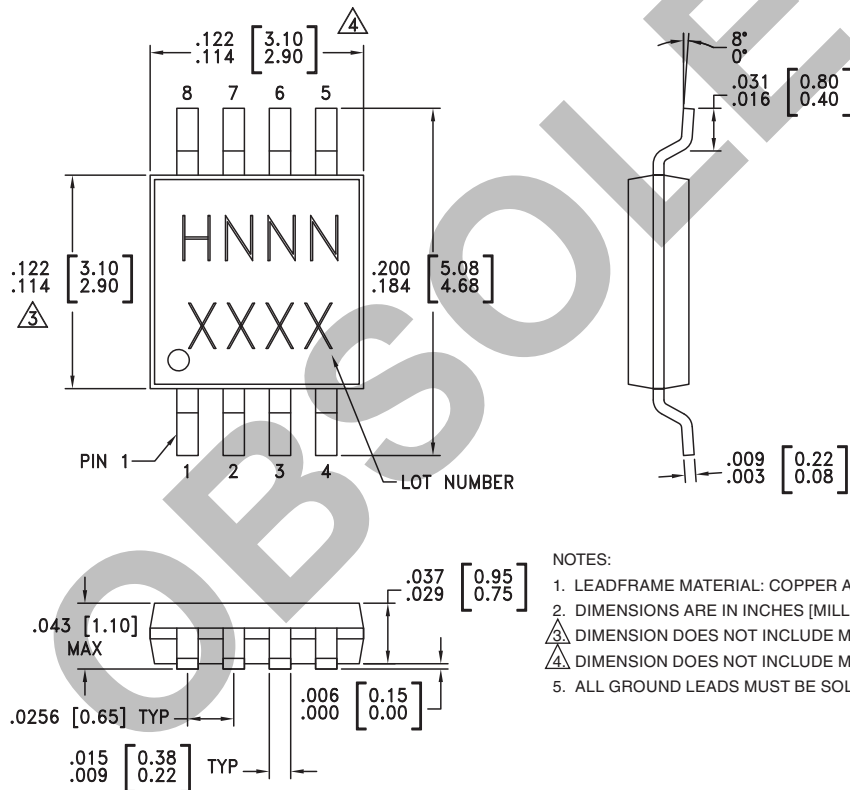 .122 [3.10]
.114 [2.90]
4
8 7 6 5
8°
0°
.031 [0.80]
.016 [0.40]
HNNN
XXXX
.122 [3.10]
.114 [2.90]
3
.200 [5.08]
.184 [4.68]
PIN 1
1 2 3 4
LOT NUMBER
.009 [0.22]
.003 [0.08]
.037 [0.95]
.029 [0.75]
.043 [1.10]
MAX
.006 [0.15]
.000 [0.00]
.0256 [0.65] TYP
.015 [0.38]
.009 [0.22]
TYP
NOTES:
1. LEADFRAME MATERIAL: COPPER A
2. DIMENSIONS ARE IN INCHES [MILL
3. DIMENSION DOES NOT INCLUDE M
4. DIMENSION DOES NOT INCLUDE M
5. ALL GROUND LEADS MUST BE SOL
OBSOLE